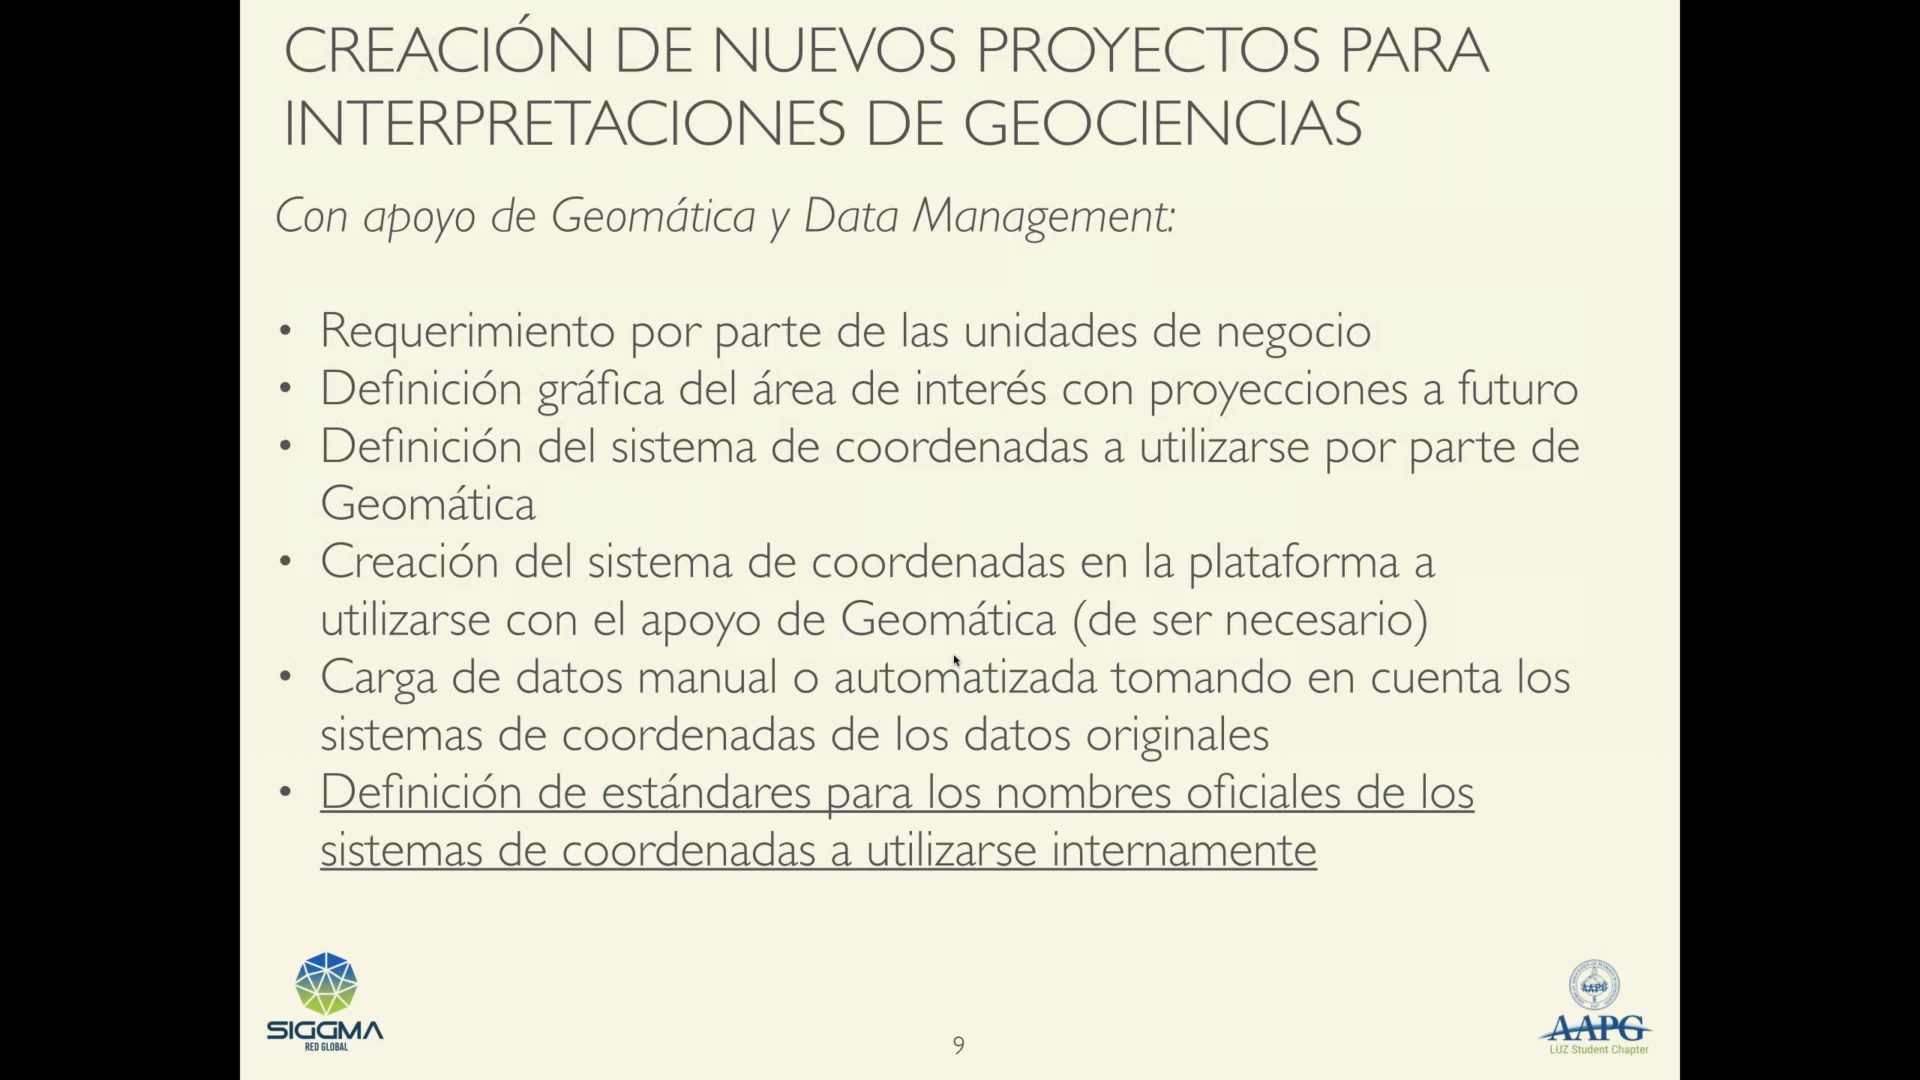 CREACIÓN DE NUEVOS PROYECTOS PARA
INTERPRETACIONES DE GEOCIENCIAS
Con apoyo de Geomática y Data Management:
• Requerimiento por parte de las unidades de negocio
• Definición gráfica del área de interés con proyecciones a futuro
• Definición del sistema de coordenadas a utilizarse por parte de
Geomática
• Creación del sistema de coordenadas en la plataforma a
utilizarse con el apoyo de Geomática (de ser necesario)
• Carga de datos manual o automatizada tomando en cuenta los
sistemas de coordenadas de los datos originales
• Definición de estándares para los nombres oficiales de los
sistemas de coordenadas a utilizarse internamente
SIGGMA
RED GLOBAL
9
AAPG
AAPG
LUZ Student Chapter